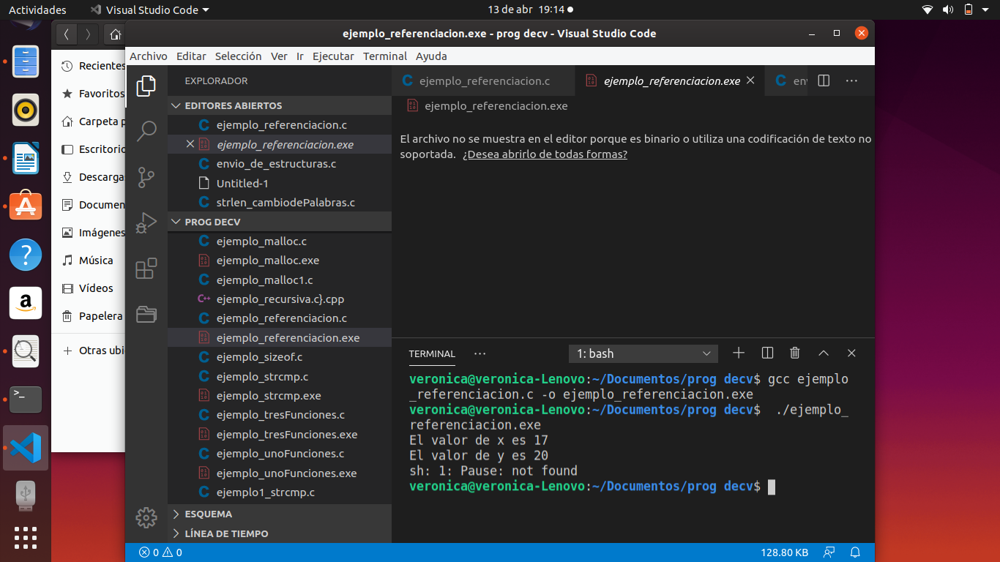 Actividades
Visual Studio Code
13 de abr 19:14
ejemplo_referenciacion.exe - prog decv - Visual Studio Code
Archivo Editar Selección Ver Ir Ejecutar Terminal Ayuda
Recientes
Favoritos
Carpeta p
Escritorio
Descarga
Documen
Imágenes
Música
Vídeos
Papelera
+ Otras ubi
EXPLORADOR
EDITORES ABIERTOS
C ejemplo_referenciacion.c
ejemplo_referenciacion.exe
C envio_de_estructuras.c
Untitled-1
C strlen_cambiodePalabras.c
PROG DECV
C ejemplo_malloc.c
ejemplo_malloc.exe
C ejemplo_malloc1.c
C++ ejemplo_recursiva.c}.cpp
C ejemplo_referenciacion.c
ejemplo_referenciacion.exe
C ejemplo_sizeof.c
C ejemplo_strcmp.c
ejemplo_strcmp.exe
C ejemplo_tresFunciones.c
ejemplo_tresFunciones.exe
C ejemplo_unoFunciones.c
ejemplo_unoFunciones.exe
C ejemplo1_strcmp.c
ESQUEMA
LÍNEA DE TIEMPO
C ejemplo_referenciacion.c
ejemplo_referenciacion.exe
C env
ejemplo_referenciacion.exe
El archivo no se muestra en el editor porque es binario o utiliza una codificación de texto no
soportada. ¿Desea abrirlo de todas formas?
TERMINAL
1: bash
veronica@veronica-Lenovo:~/Documentos/prog decv$ gcc ejemplo
_referenciacion.c -o ejemplo_referenciacion.exe
veronica@veronica-Lenovo:~/Documentos/prog decv$  ./ejemplo_
referenciacion.exe
El valor de x es 17
El valor de y es 20
sh: 1: Pause: not found
veronica@veronica-Lenovo:~/Documentos/prog decv$
0 0
128.80 KB